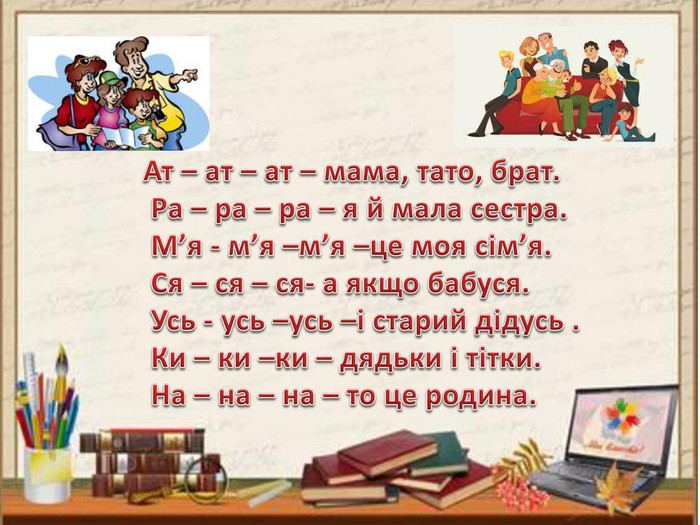 Ат – ат – ат – мама, тато, брат.
Ра – ра – ра – я й мала сестра.
М’я - м’я –м’я –це моя сім’я.
Ся – ся – ся- а якщо бабуся.
Усь - усь –усь –і старий дідусь .
Ки – ки –ки – дядьки і тітки.
На – на – на – то це родина.